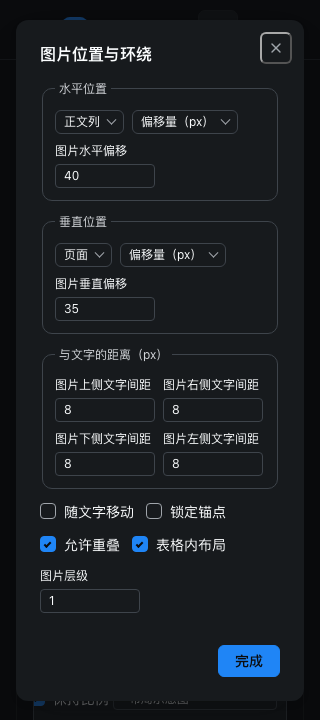 图片位置与环绕
水平位置
正文列 偏移量（px）
图片水平偏移
40
垂直位置
页面 偏移量（px）
图片垂直偏移
35
与文字的距离（px）
图片上侧文字间距 图片右侧文字间距
8 8
图片下侧文字间距 图片左侧文字间距
8 8
随文字移动 锁定锚点
允许重叠 表格内布局
图片层级
1
完成
保持比例